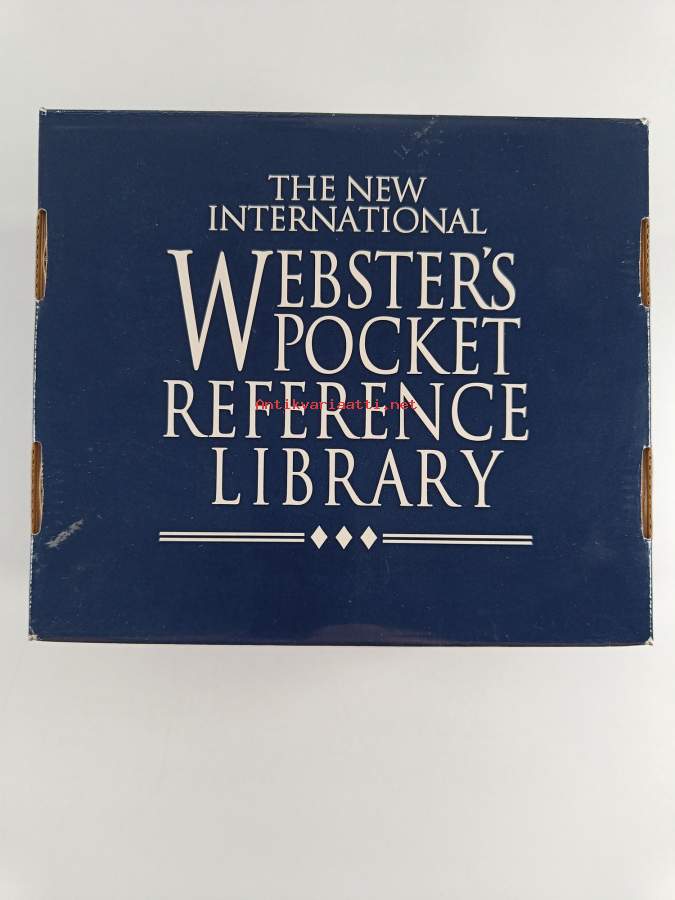 THE NEW
INTERNATIONAL
WEBSTER'S
POCKET
REFERENCE
Antikvariaatti.net
LIBRARY